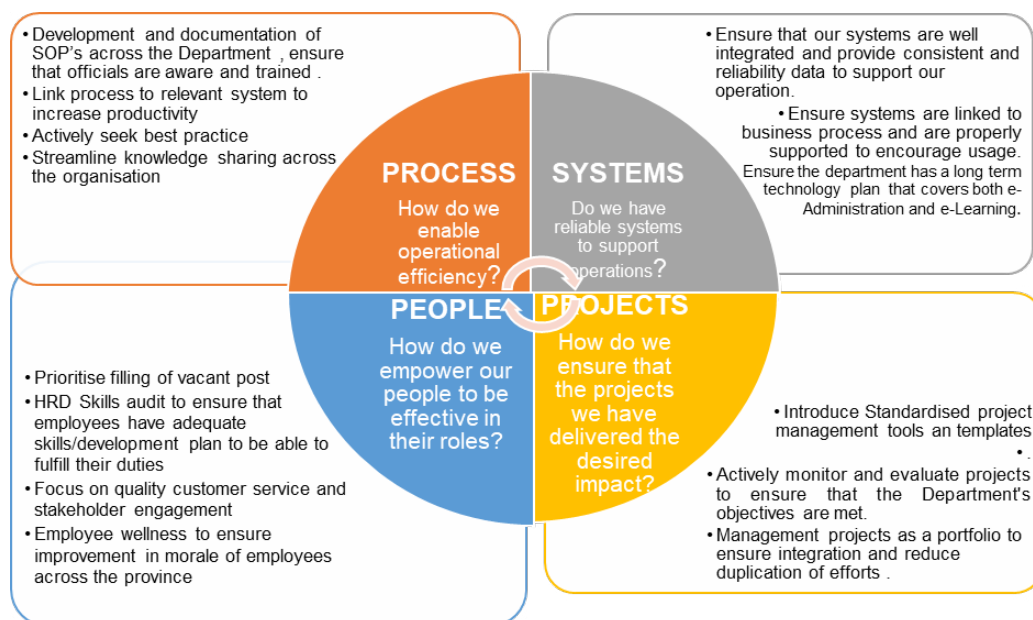 • Development and documentation of
SOP's across the Department , ensure
that officials are aware and trained .
• Link process to relevant system to
increase productivity
• Actively seek best practice
• Streamline knowledge sharing across
the organisation
PROCESS
How do we
enable
operational
efficiency?
SYSTEMS
Do we have
reliable systems
to support
operations?
• Ensure that our systems are well
integrated and provide consistent and
reliability data to support our
operation.
• Ensure systems are linked to
business process and are properly
supported to encourage usage.
Ensure the department has a long term
technology plan that covers both e-
Administration and e-Learning.
• Prioritise filling of vacant post
• HRD Skills audit to ensure that
employees have adequate
skills/development plan to be able to
fulfill their duties
• Focus on quality customer service and
stakeholder engagement
• Employee wellness to ensure
improvement in morale of employees
across the province
PEOPLE
How do we
empower our
people to be
effective in
their roles?
PROJECTS
How do we
ensure that
the projects
we have
delivered the
desired
impact?
• Introduce Standardised project
management tools an templates
• .
• Actively monitor and evaluate projects
to ensure that the Department's
objectives are met.
• Management projects as a portfolio to
ensure integration and reduce
duplication of efforts .